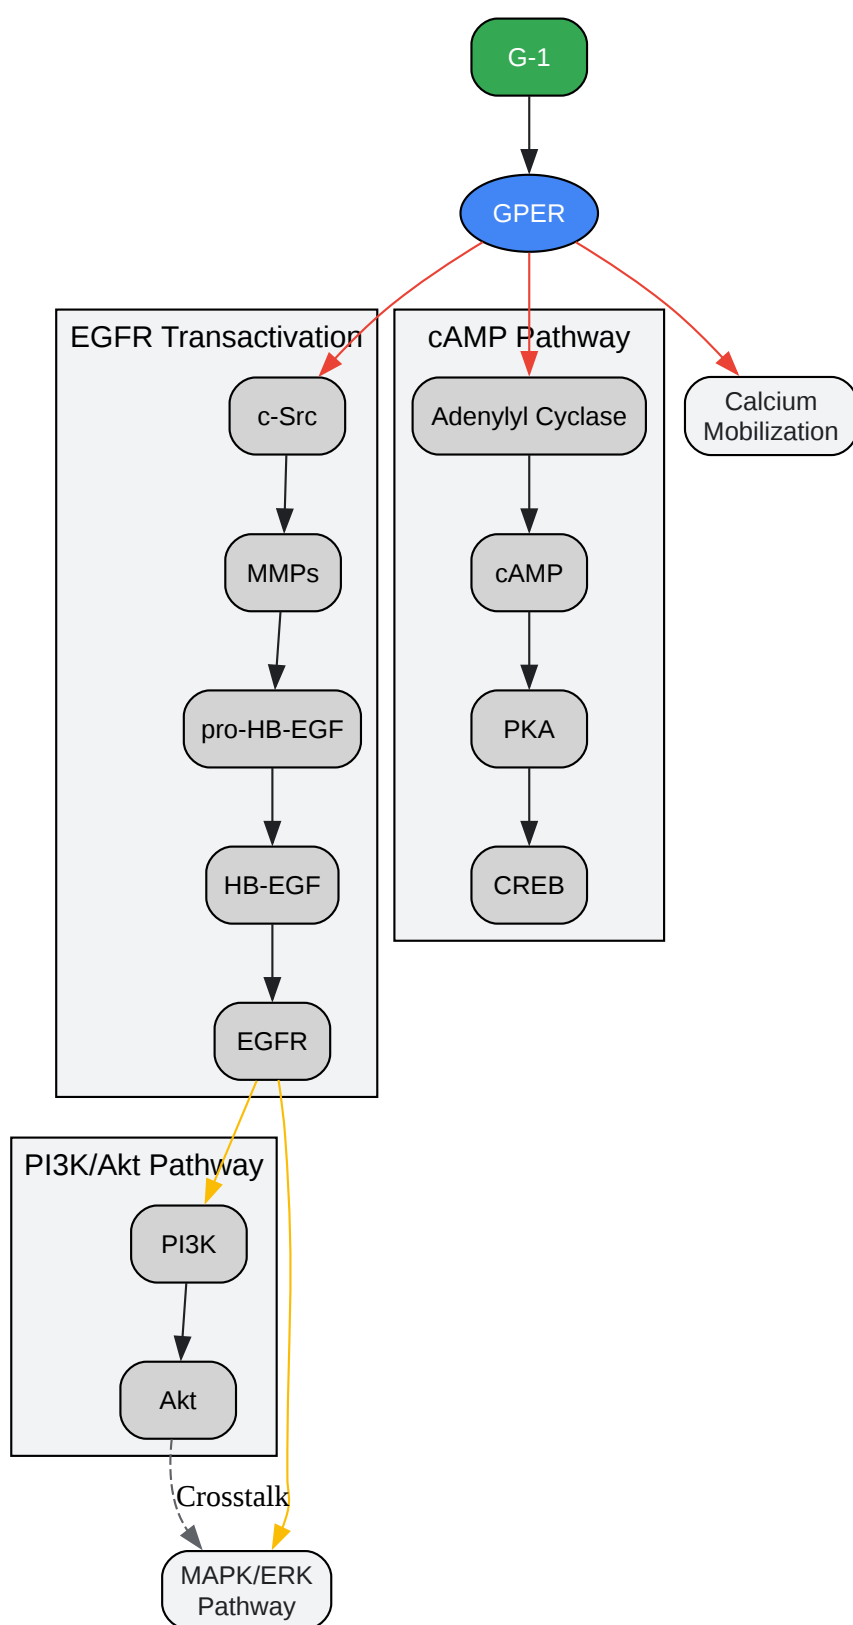 G-1
GPER
EGFR Transactivation
cAMP Pathway
c-Src
Adenylyl Cyclase
Calcium
Mobilization
MMPs
cAMP
pro-HB-EGF
PKA
HB-EGF
CREB
EGFR
PI3K/Akt Pathway
PI3K
Akt
Crosstalk
MAPK/ERK
Pathway